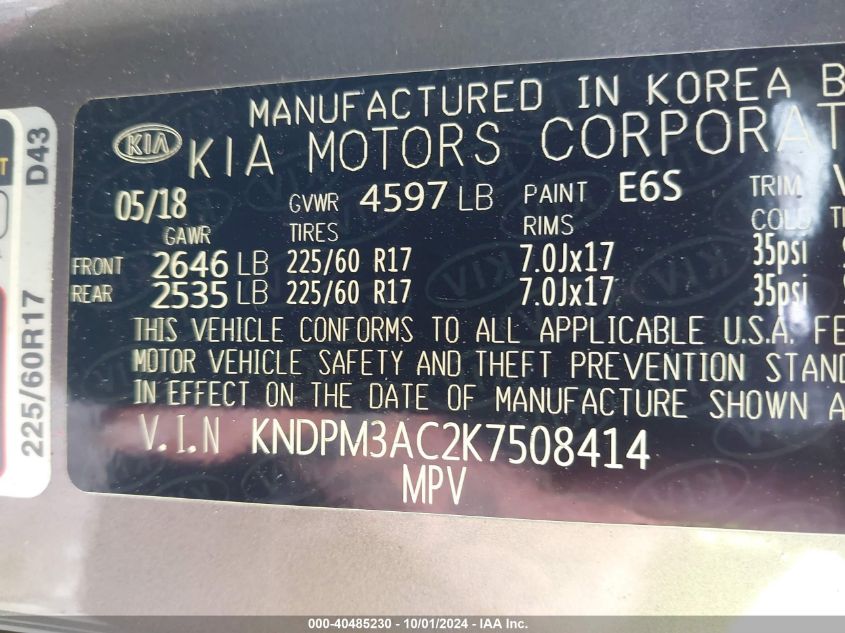 MANUFACTURED IN KOREA B
KIA KIA MOTORS CORPORAT
05/18 GVWR 4597 LB PAINT E6S TRIM V
GAWR TIRES RIMS COLD
FRONT 2646 LB 225/60 R17 7.0Jx17 35psi
REAR 2535 LB 225/60 R17 7.0Jx17 35psi
THIS VEHICLE CONFORMS TO ALL APPLICABLE U.S.A. FE
MOTOR VEHICLE SAFETY AND THEFT PREVENTION STAND
IN EFFECT ON THE DATE OF MANUFACTURE SHOWN A
V.I.N KNDPM3AC2K7508414
MPV
D43
225/60R17
000-40485230 - 10/01/2024 - IAA Inc.